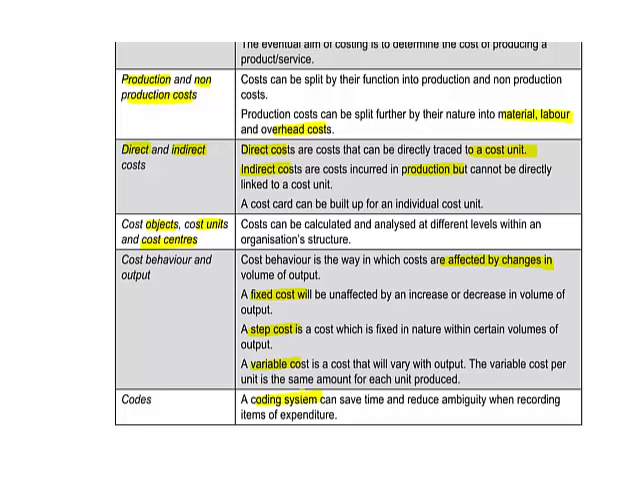 The eventual aim of costing is to determine the cost of producing a
product/service.
Production and non
production costs
Costs can be split by their function into production and non production
costs.
Production costs can be split further by their nature into material, labour
and overhead costs.
Direct and indirect
costs
Direct costs are costs that can be directly traced to a cost unit.
Indirect costs are costs incurred in production but cannot be directly
linked to a cost unit.
A cost card can be built up for an individual cost unit.
Cost objects, cost units
and cost centres
Costs can be calculated and analysed at different levels within an
organisation's structure.
Cost behaviour and
output
Cost behaviour is the way in which costs are affected by changes in
volume of output.
A fixed cost will be unaffected by an increase or decrease in volume of
output.
A step cost is a cost which is fixed in nature within certain volumes of
output.
A variable cost is a cost that will vary with output. The variable cost per
unit is the same amount for each unit produced.
Codes
A coding system can save time and reduce ambiguity when recording
items of expenditure.